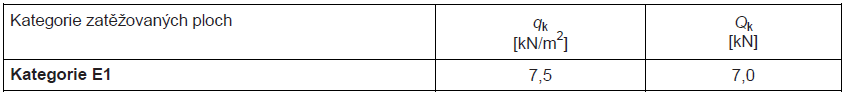 Kategorie zatěžovaných ploch qk Qk
[kN/m2] [kN]
Kategorie E1 7,5 7,0